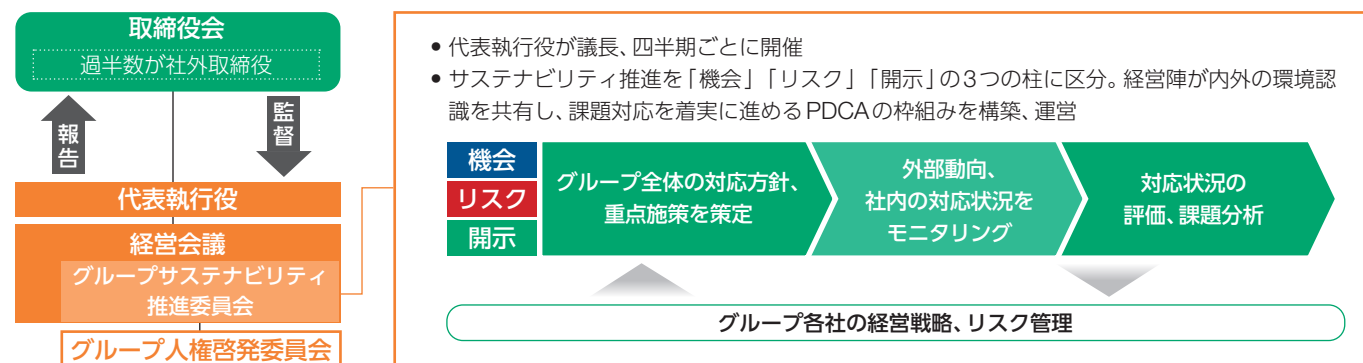 取締役会
過半数が社外取締役
報告
監督
代表執行役
経営会議
グループサステナビリティ
推進委員会
グループ人権啓発委員会
● 代表執行役が議長、四半期ごとに開催
● サステナビリティ推進を「機会」「リスク」「開示」の3つの柱に区分。経営陣が内外の環境認
識を共有し、課題対応を着実に進めるPDCAの枠組みを構築、運営
機会
リスク
開示
グループ全体の対応方針、
重点施策を策定
外部動向、
社内の対応状況を
モニタリング
対応状況の
評価、課題分析
グループ各社の経営戦略、リスク管理